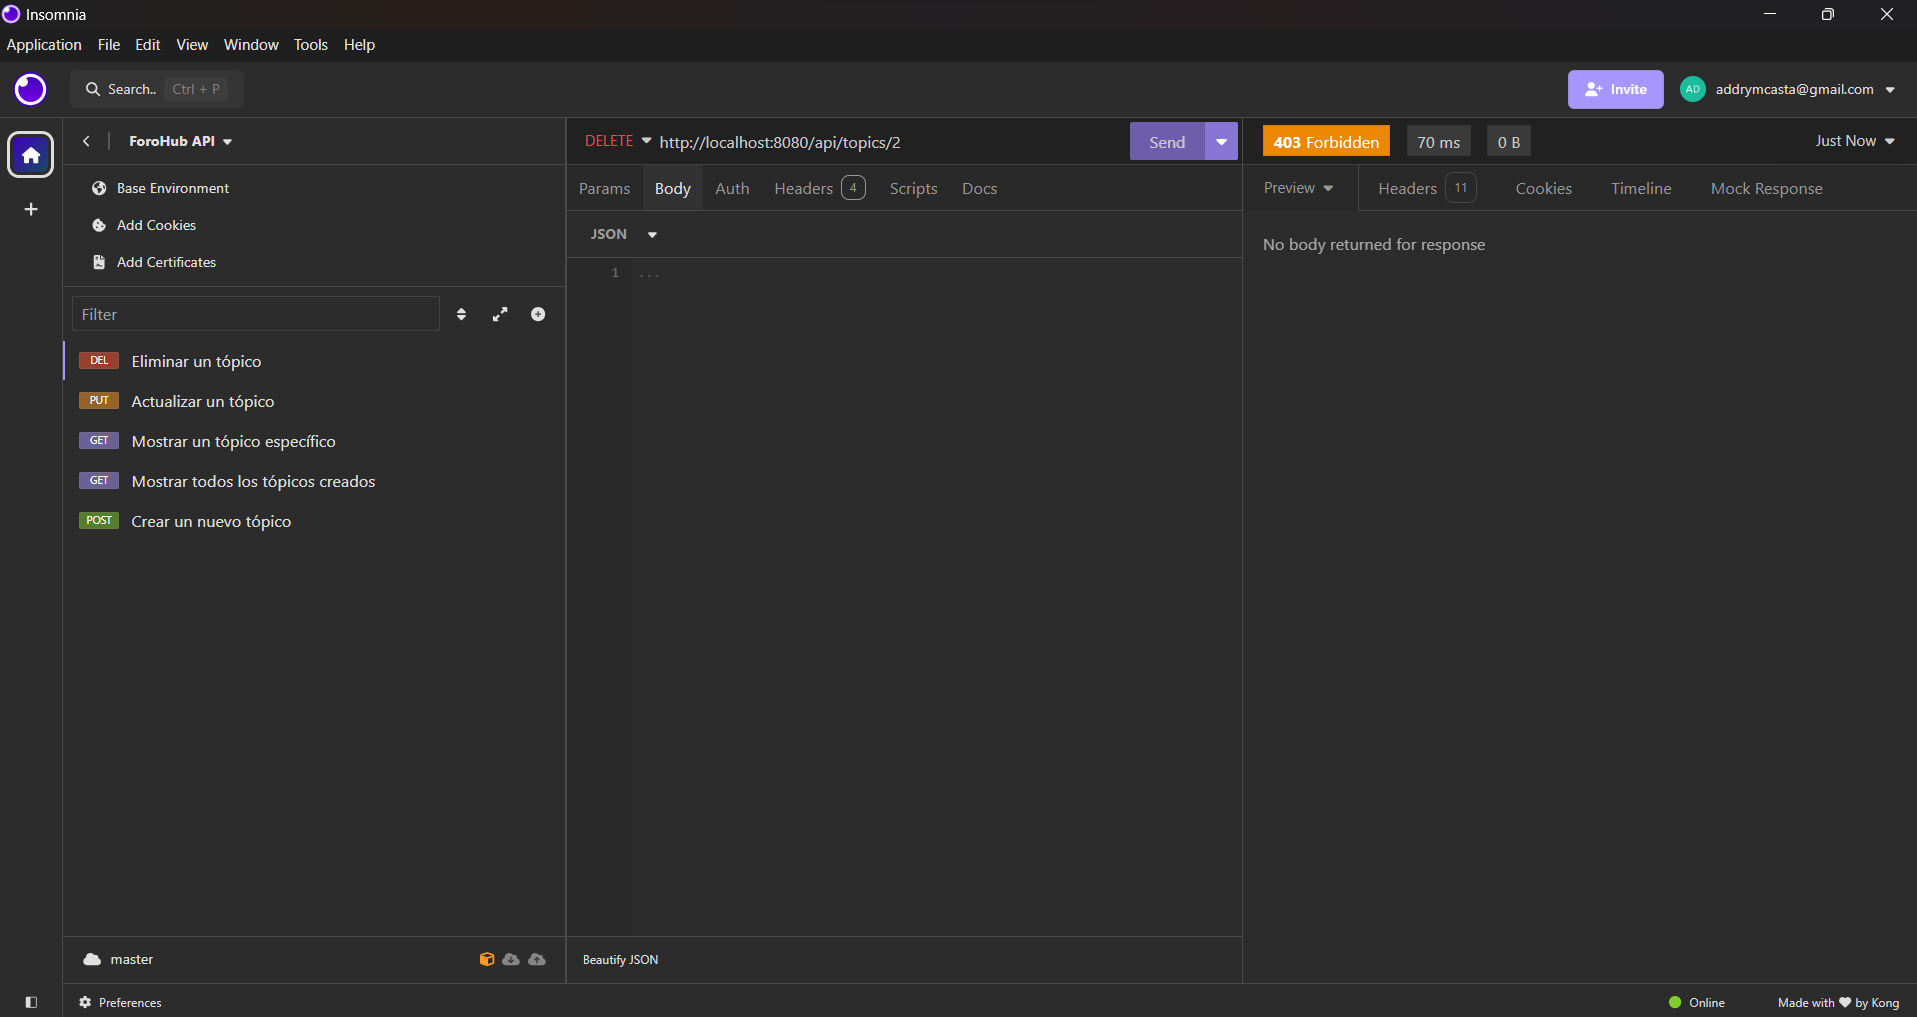 Insomnia
Application File Edit View Window Tools Help
Search.. Ctrl + P
Invite
AD addrymcasta@gmail.com
ForoHub API
Base Environment
Add Cookies
Add Certificates
Filter
DEL Eliminar un tópico
PUT Actualizar un tópico
GET Mostrar un tópico específico
GET Mostrar todos los tópicos creados
POST Crear un nuevo tópico
master
Preferences
DELETE http://localhost:8080/api/topics/2 Send
Params Body Auth Headers 4 Scripts Docs
JSON
1 ...
Beautify JSON
403 Forbidden 70 ms 0 B Just Now
Preview Headers 11 Cookies Timeline Mock Response
No body returned for response
Online
Made with ❤ by Kong